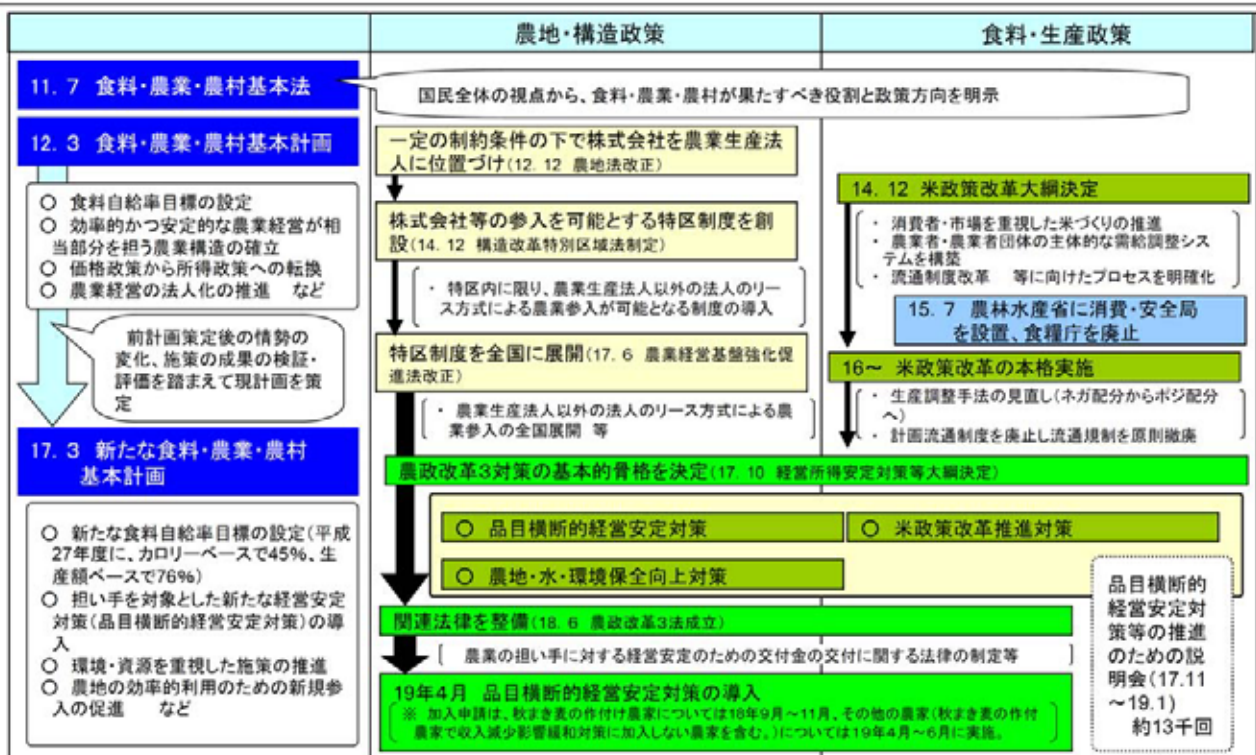 農地・構造政策
食料・生産政策
11. 7 食料・農業・農村基本法
国民全体の視点から、食料・農業・農村が果たすべき役割と政策方向を明示
12. 3 食料・農業・農村基本計画
○ 食料自給率目標の設定
○ 効率的かつ安定的な農業経営が相
当部分を担う農業構造の確立
○ 価格政策から所得政策への転換
○ 農業経営の法人化の推進 など
前計画策定後の情勢の
変化、施策の成果の検証・
評価を踏まえて現計画を策
定
17. 3 新たな食料・農業・農村
基本計画
○ 新たな食料自給率目標の設定(平成
27年度に、カロリーベースで45%、生
産額ベースで76%)
○ 担い手を対象とした新たな経営安定
対策(品目横断的経営安定対策)の導
入
○ 環境・資源を重視した施策の推進
○ 農地の効率的利用のための新規参
入の促進 など
一定の制約条件の下で株式会社を農業生産法
人に位置づけ(12. 12 農地法改正)
株式会社等の参入を可能とする特区制度を創
設(14. 12 構造改革特別区域法制定)
・ 特区内に限り、農業生産法人以外の法人のリー
ス方式による農業参入が可能となる制度の導入
特区制度を全国に展開(17. 6 農業経営基盤強化促
進法改正)
・ 農業生産法人以外の法人のリース方式による農
業参入の全国展開 等
14. 12 米政策改革大綱決定
・ 消費者・市場を重視した米づくりの推進
・ 農業者・農業者団体の主体的な需給調整シス
テムを構築
・ 流通制度改革 等に向けたプロセスを明確化
15. 7 農林水産省に消費・安全局
を設置、食糧庁を廃止
16~ 米政策改革の本格実施
・ 生産調整手法の見直し(ネガ配分からポジ配分
へ)
・ 計画流通制度を廃止し流通規制を原則撤廃
農政改革3対策の基本的骨格を決定(17. 10 経営所得安定対策等大綱決定)
○ 品目横断的経営安定対策
○ 米政策改革推進対策
○ 農地・水・環境保全向上対策
関連法律を整備(18. 6 農政改革3法成立)
農業の担い手に対する経営安定のための交付金の交付に関する法律の制定等
19年4月 品目横断的経営安定対策の導入
※ 加入申請は、秋まき麦の作付け農家については18年9月~11月、その他の農家(秋まき麦の作付
農家で収入減少影響緩和対策に加入しない農家を含む。)については19年4月~6月に実施。
品目横断的
経営安定対
策等の推進
のための説
明会(17.11
~19.1)
約13千回